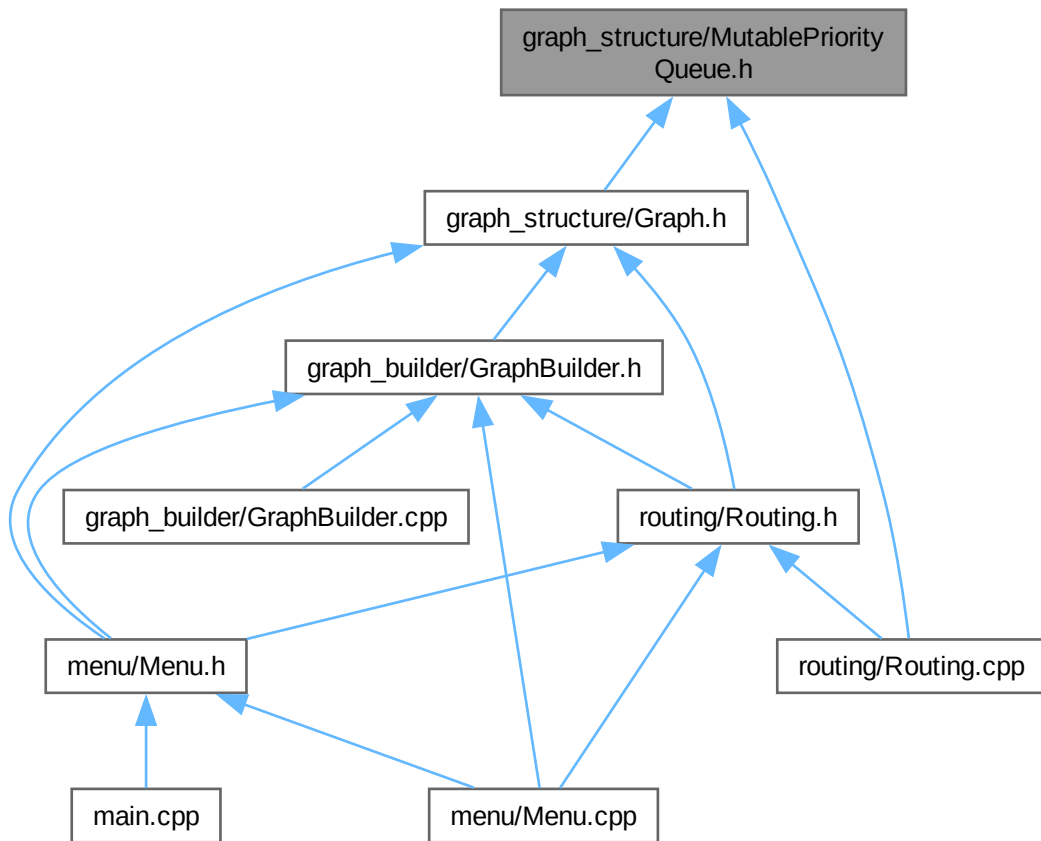 graph_structure/MutablePriority
Queue.h
graph_structure/Graph.h
graph_builder/GraphBuilder.h
graph_builder/GraphBuilder.cpp
routing/Routing.h
menu/Menu.h
routing/Routing.cpp
main.cpp
menu/Menu.cpp